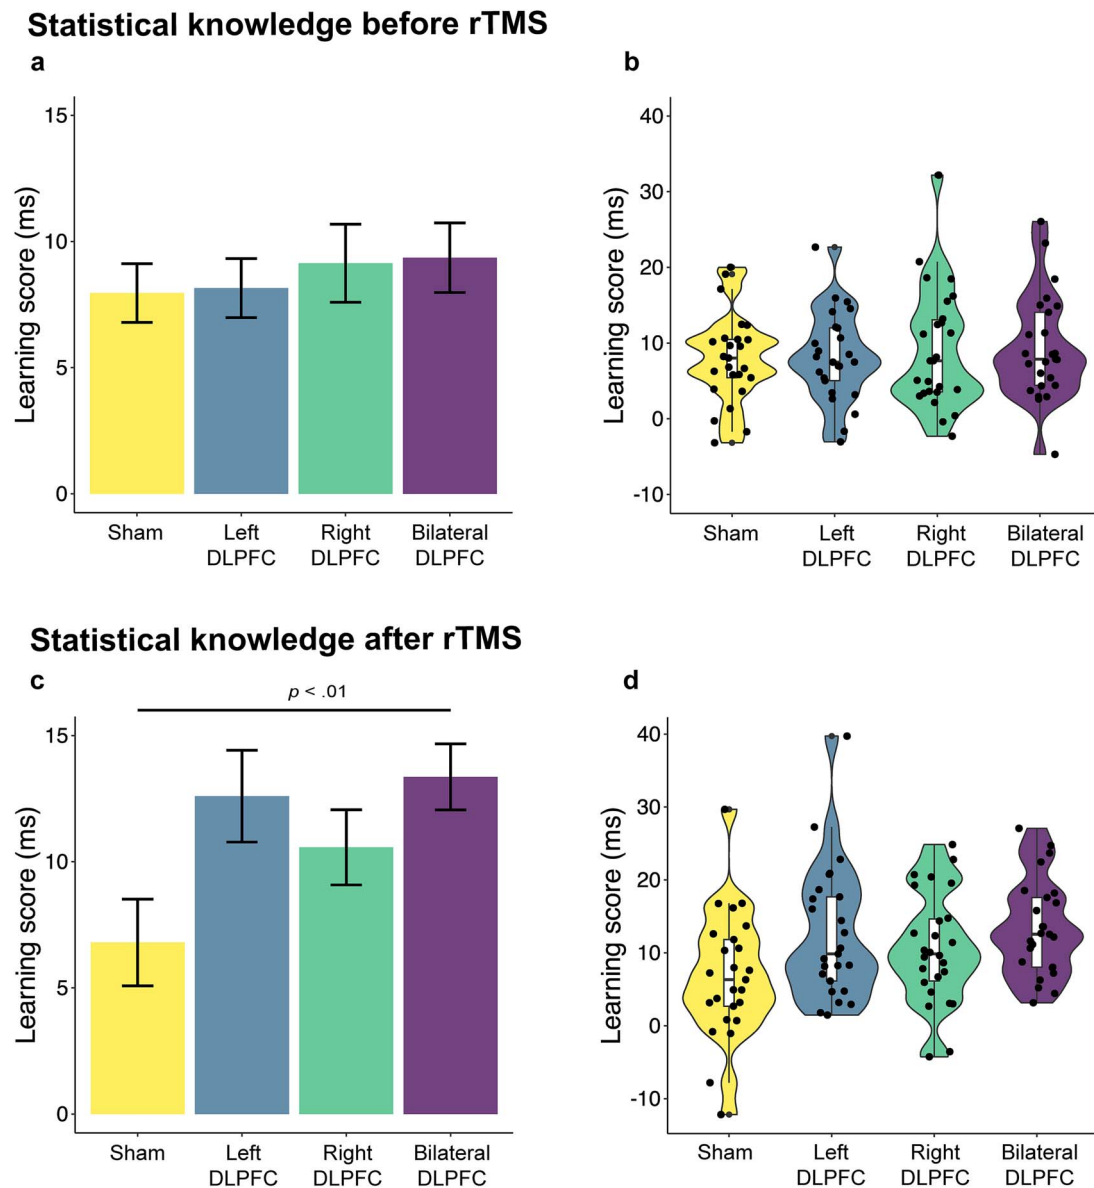 Statistical knowledge before rTMS
a
15
10
5
0
Learning score (ms)
Sham
Left
DLPFC
Right
DLPFC
Bilateral
DLPFC
b
40
30
20
10
0
-10
Learning score (ms)
Sham
Left
DLPFC
Right
DLPFC
Bilateral
DLPFC
Statistical knowledge after rTMS
c
p < .01
15
10
5
0
Learning score (ms)
Sham
Left
DLPFC
Right
DLPFC
Bilateral
DLPFC
d
40
30
20
10
0
-10
Learning score (ms)
Sham
Left
DLPFC
Right
DLPFC
Bilateral
DLPFC